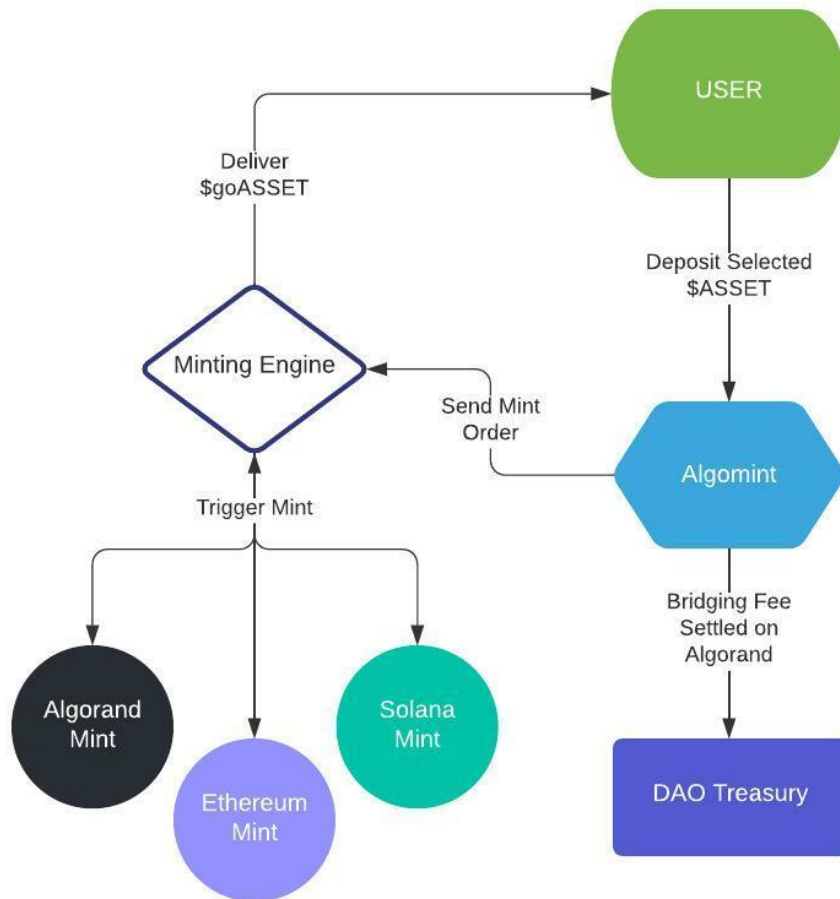 USER
Deliver
$goASSET
Deposit Selected
$ASSET
Minting Engine
Send Mint
Order
Algomint
Trigger Mint
Bridging Fee
Settled on
Algorand
Algorand
Mint
Solana
Mint
Ethereum
Mint
DAO Treasury